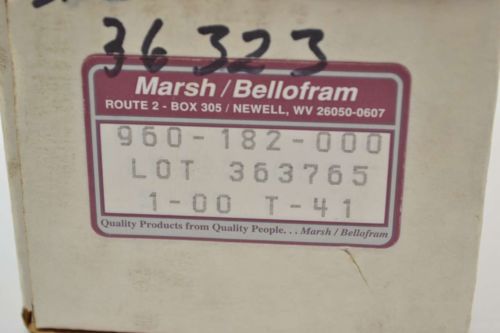 36323
Marsh / Bellofram
ROUTE 2 - BOX 305 / NEWELL, WV 26050-0607
960-182-000
LOT 363765
1-00 T-41
Quality Products from Quality People. . . Marsh / Bellofram